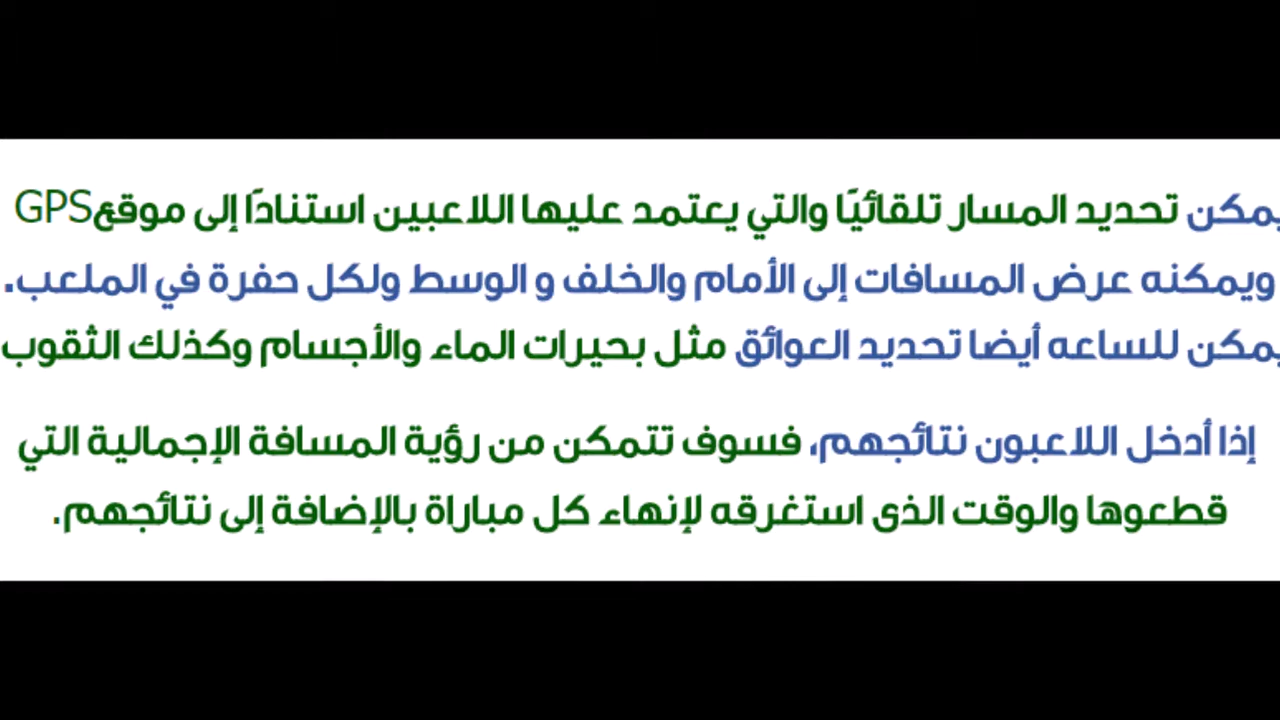 يمكن تحديد المسار تلقائيًا والتي يعتمد عليها اللاعبين استنادًا إلى موقعGPS
ويمكنه عرض المسافات إلى الأمام والخلف و الوسط ولكل حفرة في الملعب.
يمكن للساعه أيضا تحديد العوائق مثل بحيرات الماء والأجسام وكذلك الثقوب
إذا أدخل اللاعبون نتائجهم، فسوف تتمكن من رؤية المسافة الإجمالية التي
قطعوها والوقت الذى استغرقه لإنهاء كل مباراة بالإضافة إلى نتائجهم.